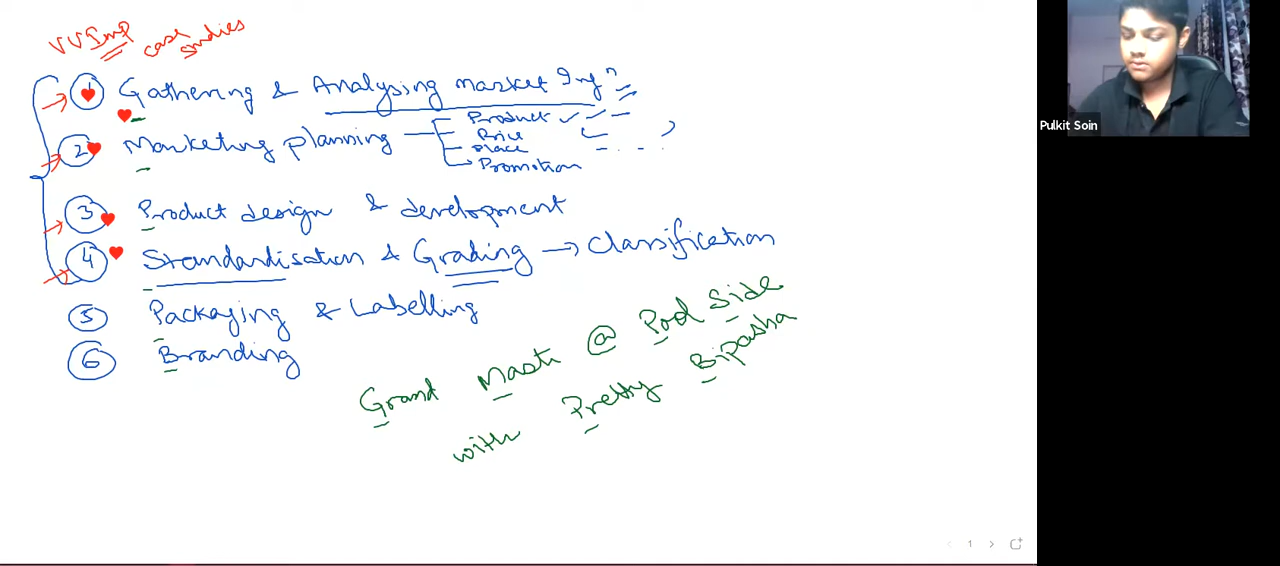 VVImp case studies
① Gathering & Analysing market Infⁿ
② Marketing planning
Product
Price
Place
Promotion
③ Product design & development
④ Standardisation & Grading → Classification
⑤ Packaging & Labelling
⑥ Branding
Grand Masti @ Pool Side
with Pretty Bipasha
Pulkit Soin
1